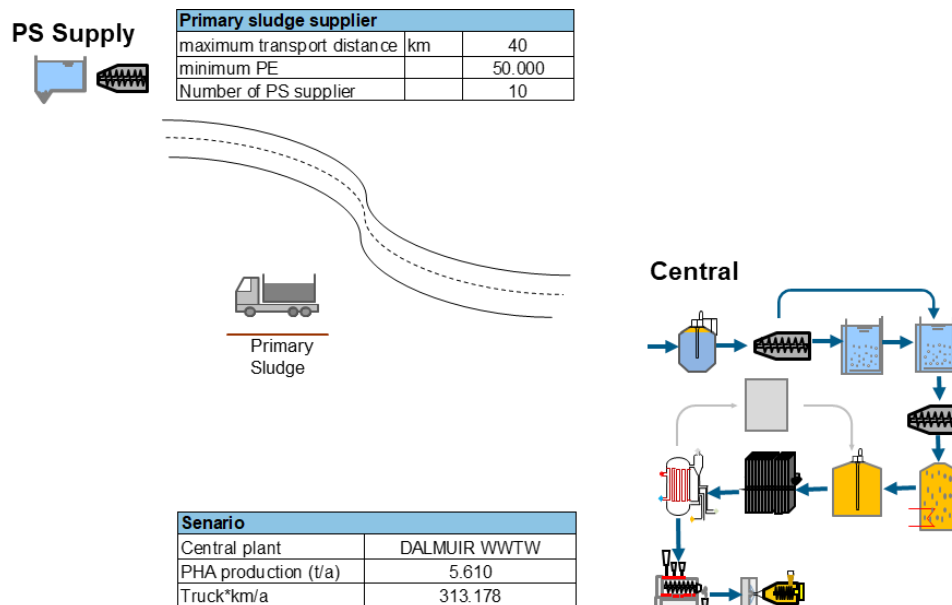 PS Supply
Primary sludge supplier
maximum transport distance km 40
minimum PE 50.000
Number of PS supplier 10
Primary
Sludge
Central
Senario
Central plant DALMUIR WWTW
PHA production (t/a) 5.610
Truck*km/a 313.178